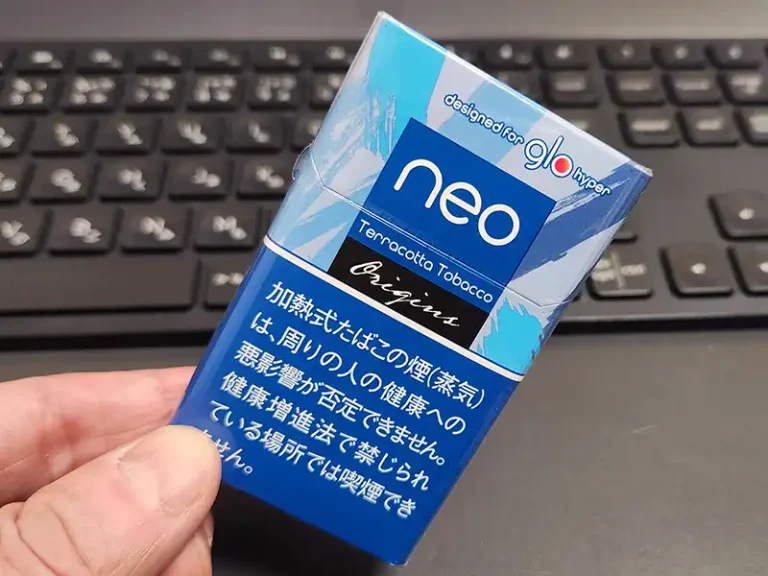 designed for glo hyper
neo
Terracotta Tobacco
Origins
加熱式たばこの煙(蒸気)
は、周りの人の健康への
悪影響が否定できません。
健康増進法で禁じられ
ている場所では喫煙でき
ません。